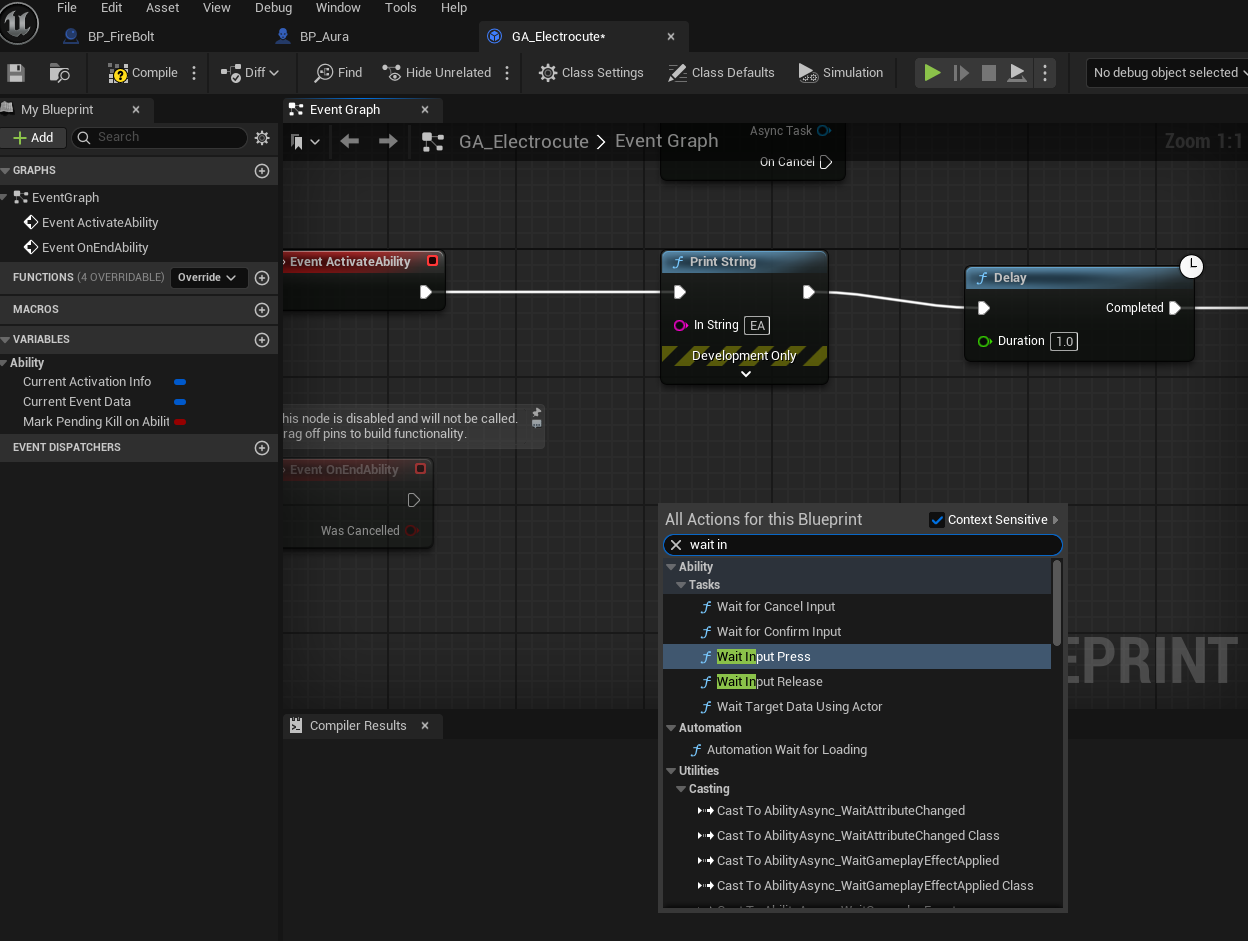 File Edit Asset View Debug Window Tools Help
BP_FireBolt BP_Aura GA_Electrocute*
Compile Diff Find Hide Unrelated Class Settings Class Defaults Simulation No debug object selected
My Blueprint Event Graph
Add Search GA_Electrocute Event Graph Zoom 1:1
Async Task
On Cancel
GRAPHS
EventGraph
Event ActivateAbility
Event OnEndAbility
FUNCTIONS (4 OVERRIDABLE) Override
MACROS
VARIABLES
Ability
Current Activation Info
Current Event Data
Mark Pending Kill on Abilit
EVENT DISPATCHERS
Event ActivateAbility
Print String
In String EA
Development Only
Delay
Completed
Duration 1.0
his node is disabled and will not be called.
rag off pins to build functionality.
Event OnEndAbility
Was Cancelled
All Actions for this Blueprint Context Sensitive
wait in
Ability
Tasks
Wait for Cancel Input
Wait for Confirm Input
Wait Input Press
Wait Input Release
Wait Target Data Using Actor
Automation
Automation Wait for Loading
Utilities
Casting
Cast To AbilityAsync_WaitAttributeChanged
Cast To AbilityAsync_WaitAttributeChanged Class
Cast To AbilityAsync_WaitGameplayEffectApplied
Cast To AbilityAsync_WaitGameplayEffectApplied Class
EPRINT
Compiler Results